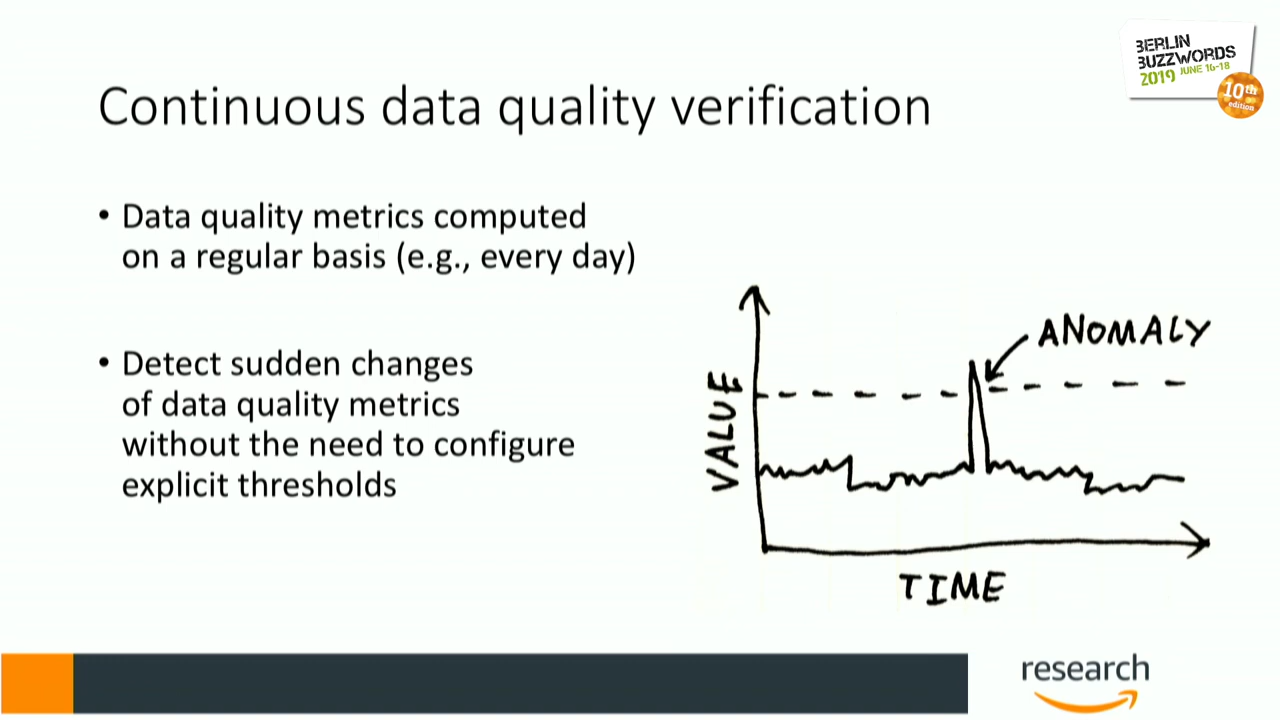 BERLIN
BUZZWORDS
2019 JUNE 16-18
10th
edition
Continuous data quality verification
• Data quality metrics computed
on a regular basis (e.g., every day)
• Detect sudden changes
of data quality metrics
without the need to configure
explicit thresholds
ANOMALY
VALUE
TIME
research